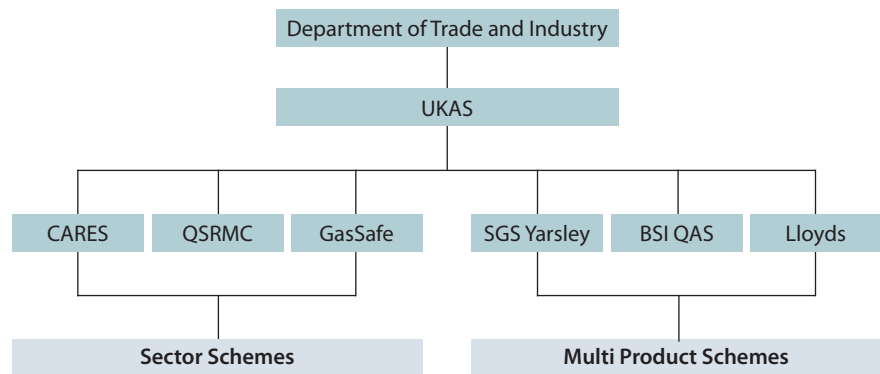 Department of Trade and Industry
UKAS
CARES
QSRMC
GasSafe
SGS Yarsley
BSI QAS
Lloyds
Sector Schemes
Multi Product Schemes